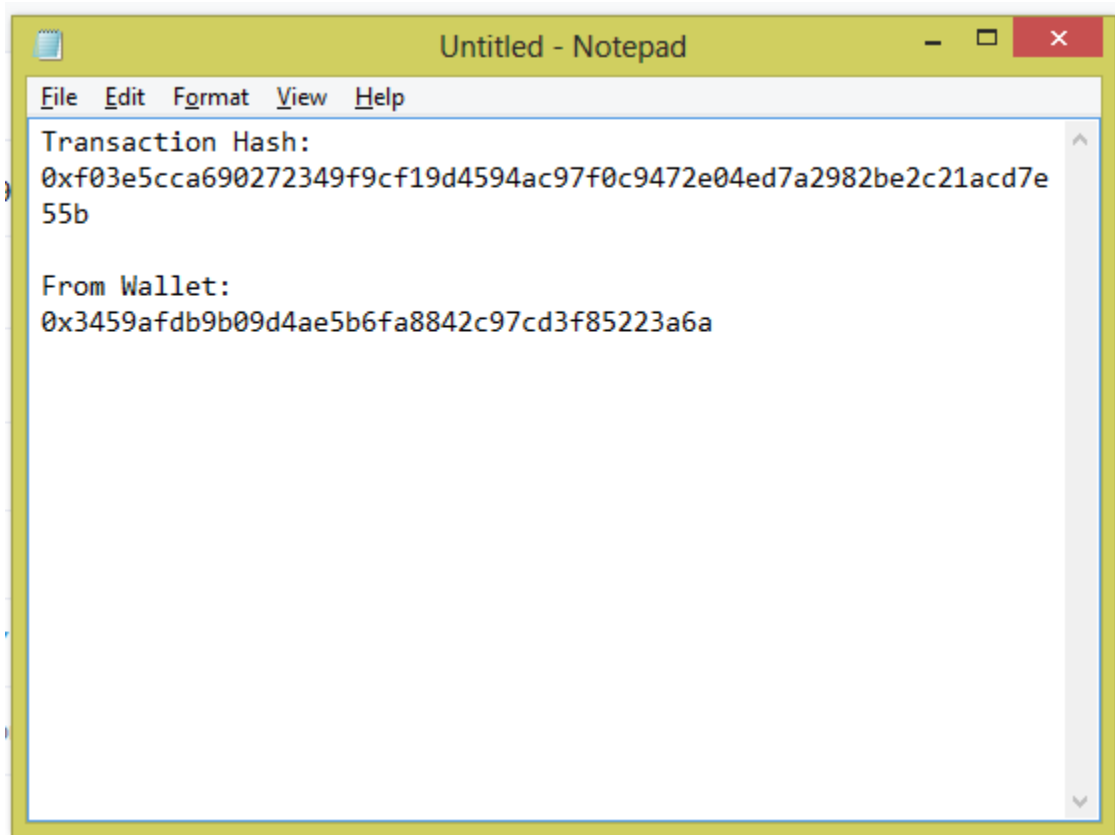 Untitled - Notepad
File Edit Format View Help
Transaction Hash:
0xf03e5cca690272349f9cf19d4594ac97f0c9472e04ed7a2982be2c21acd7e
55b
From Wallet:
0x3459afdb9b09d4ae5b6fa8842c97cd3f85223a6a